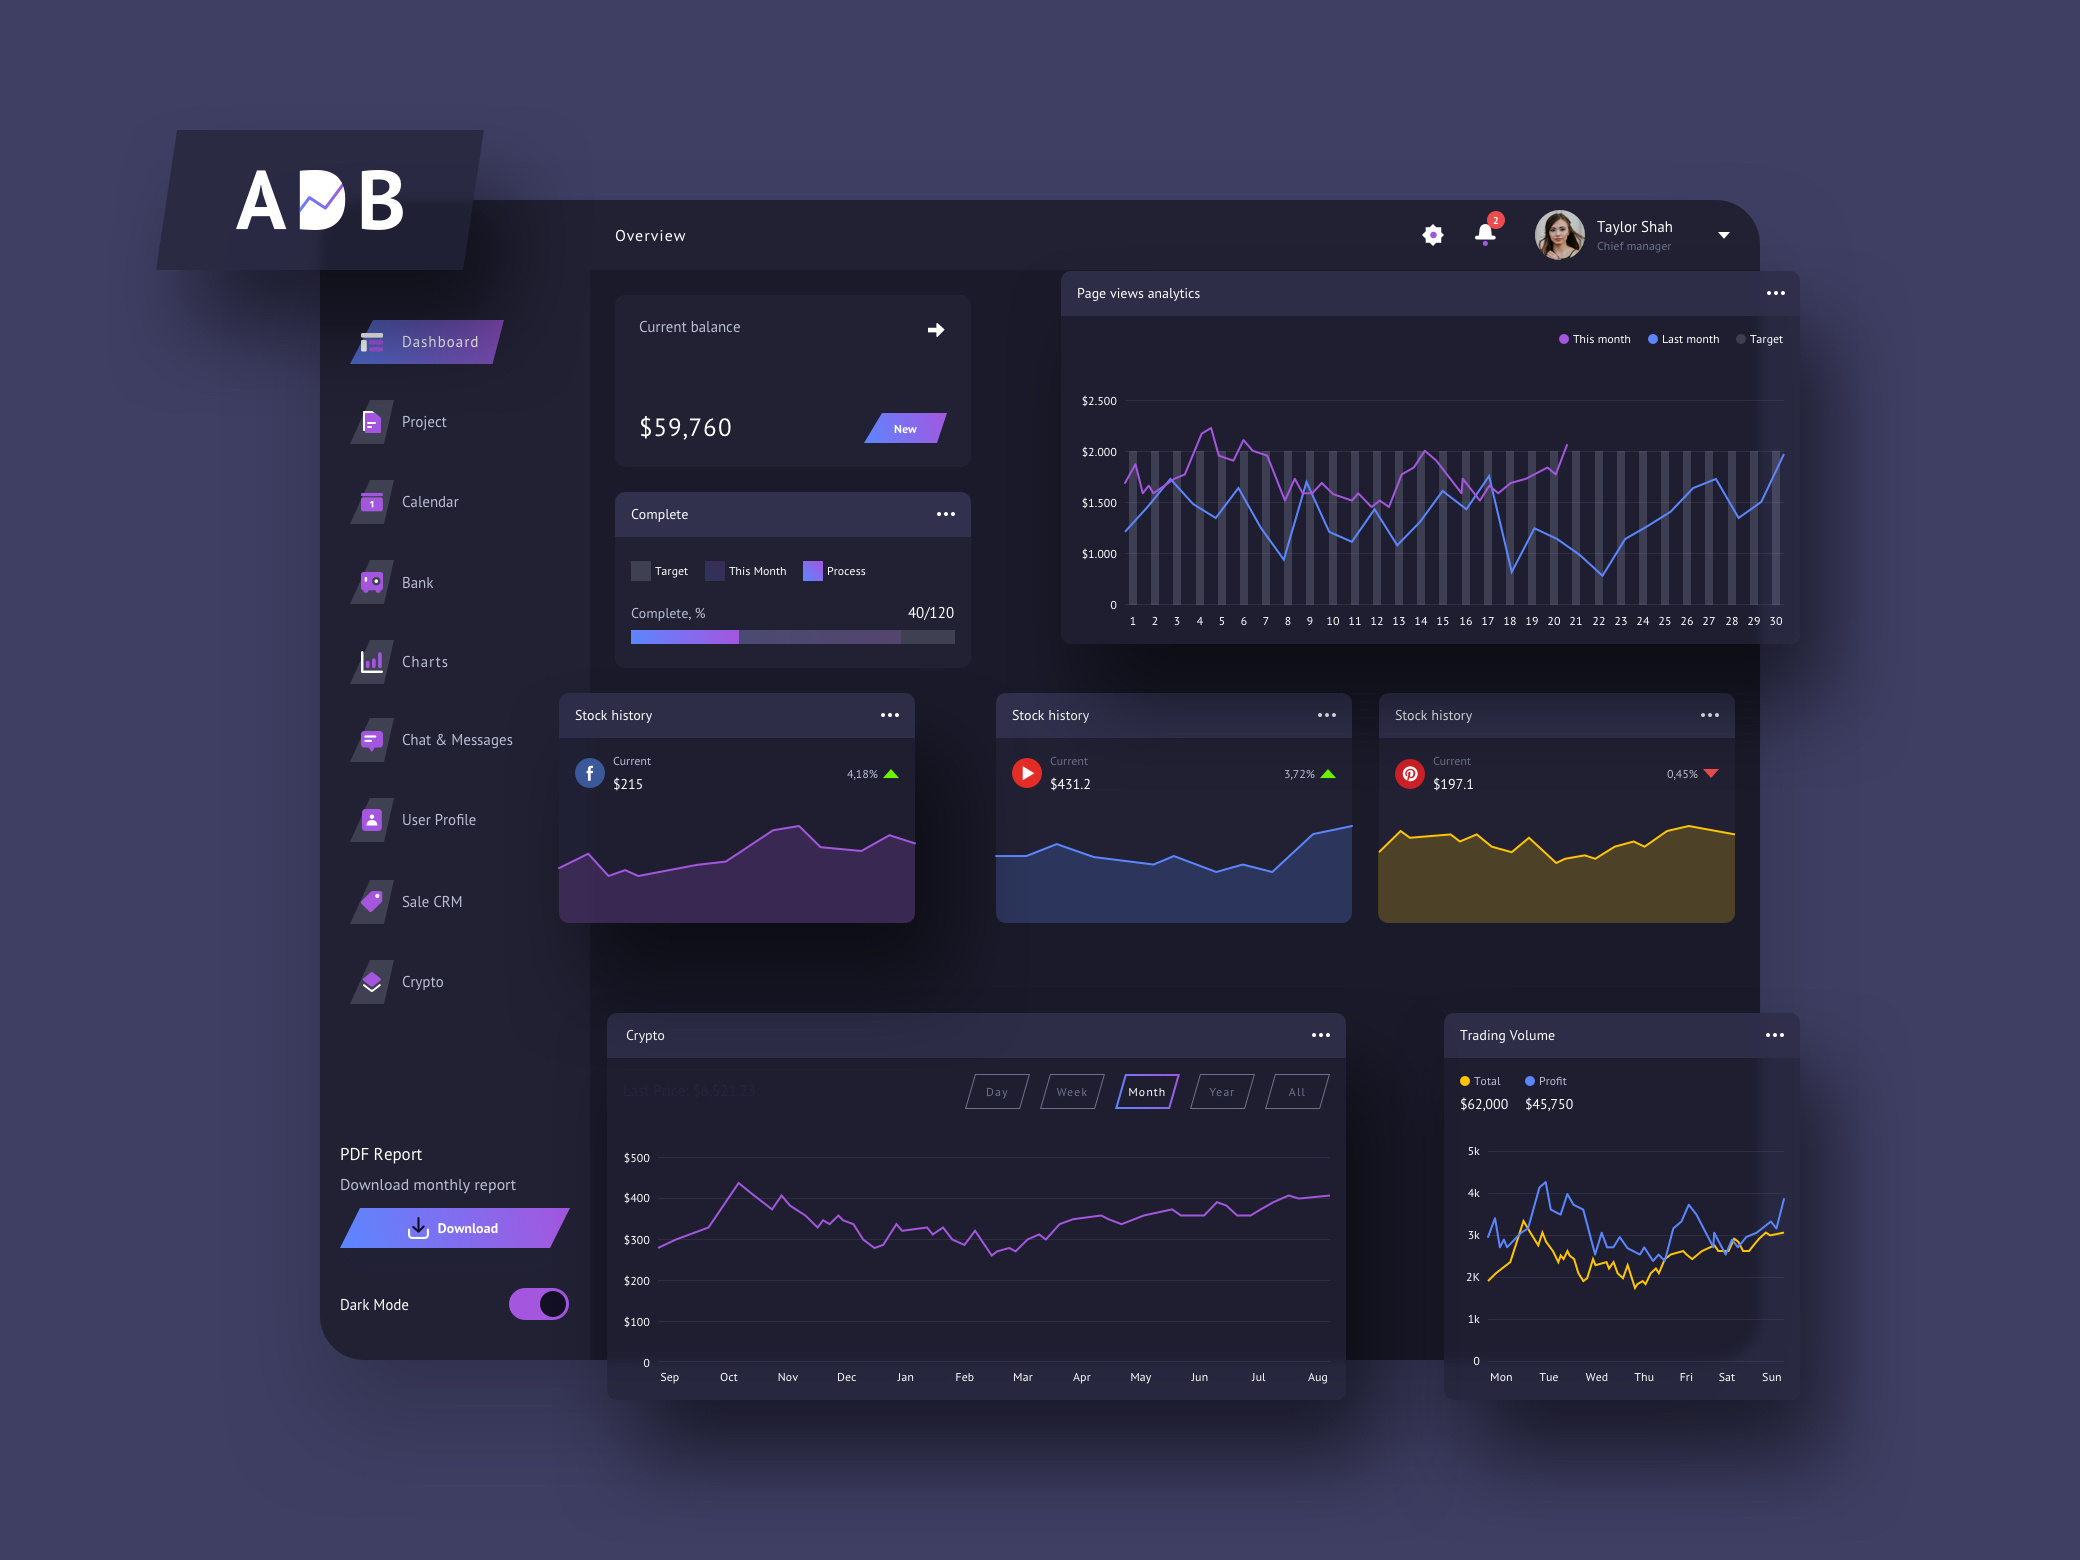 ADB
Overview
2
Taylor Shah
Chief manager
Dashboard
Project
1
Calendar
Bank
Charts
Chat & Messages
User Profile
Sale CRM
Crypto
PDF Report
Download monthly report
Download
Dark Mode
Current balance
$59,760
New
Complete
Target This Month Process
Complete, % 40/120
Page views analytics
This month Last month Target
$2.500
$2.000
$1.500
$1.000
0
1 2 3 4 5 6 7 8 9 10 11 12 13 14 15 16 17 18 19 20 21 22 23 24 25 26 27 28 29 30
Stock history
f
Current
$215
4,18%
Stock history
Current
$431.2
3,72%
Stock history
Current
$197.1
0,45%
Crypto
Last Price: $6,321.23
Day Week Month Year All
$500
$400
$300
$200
$100
0
Sep Oct Nov Dec Jan Feb Mar Apr May Jun Jul Aug
Trading Volume
Total Profit
$62,000 $45,750
5k
4k
3k
2K
1k
0
Mon Tue Wed Thu Fri Sat Sun